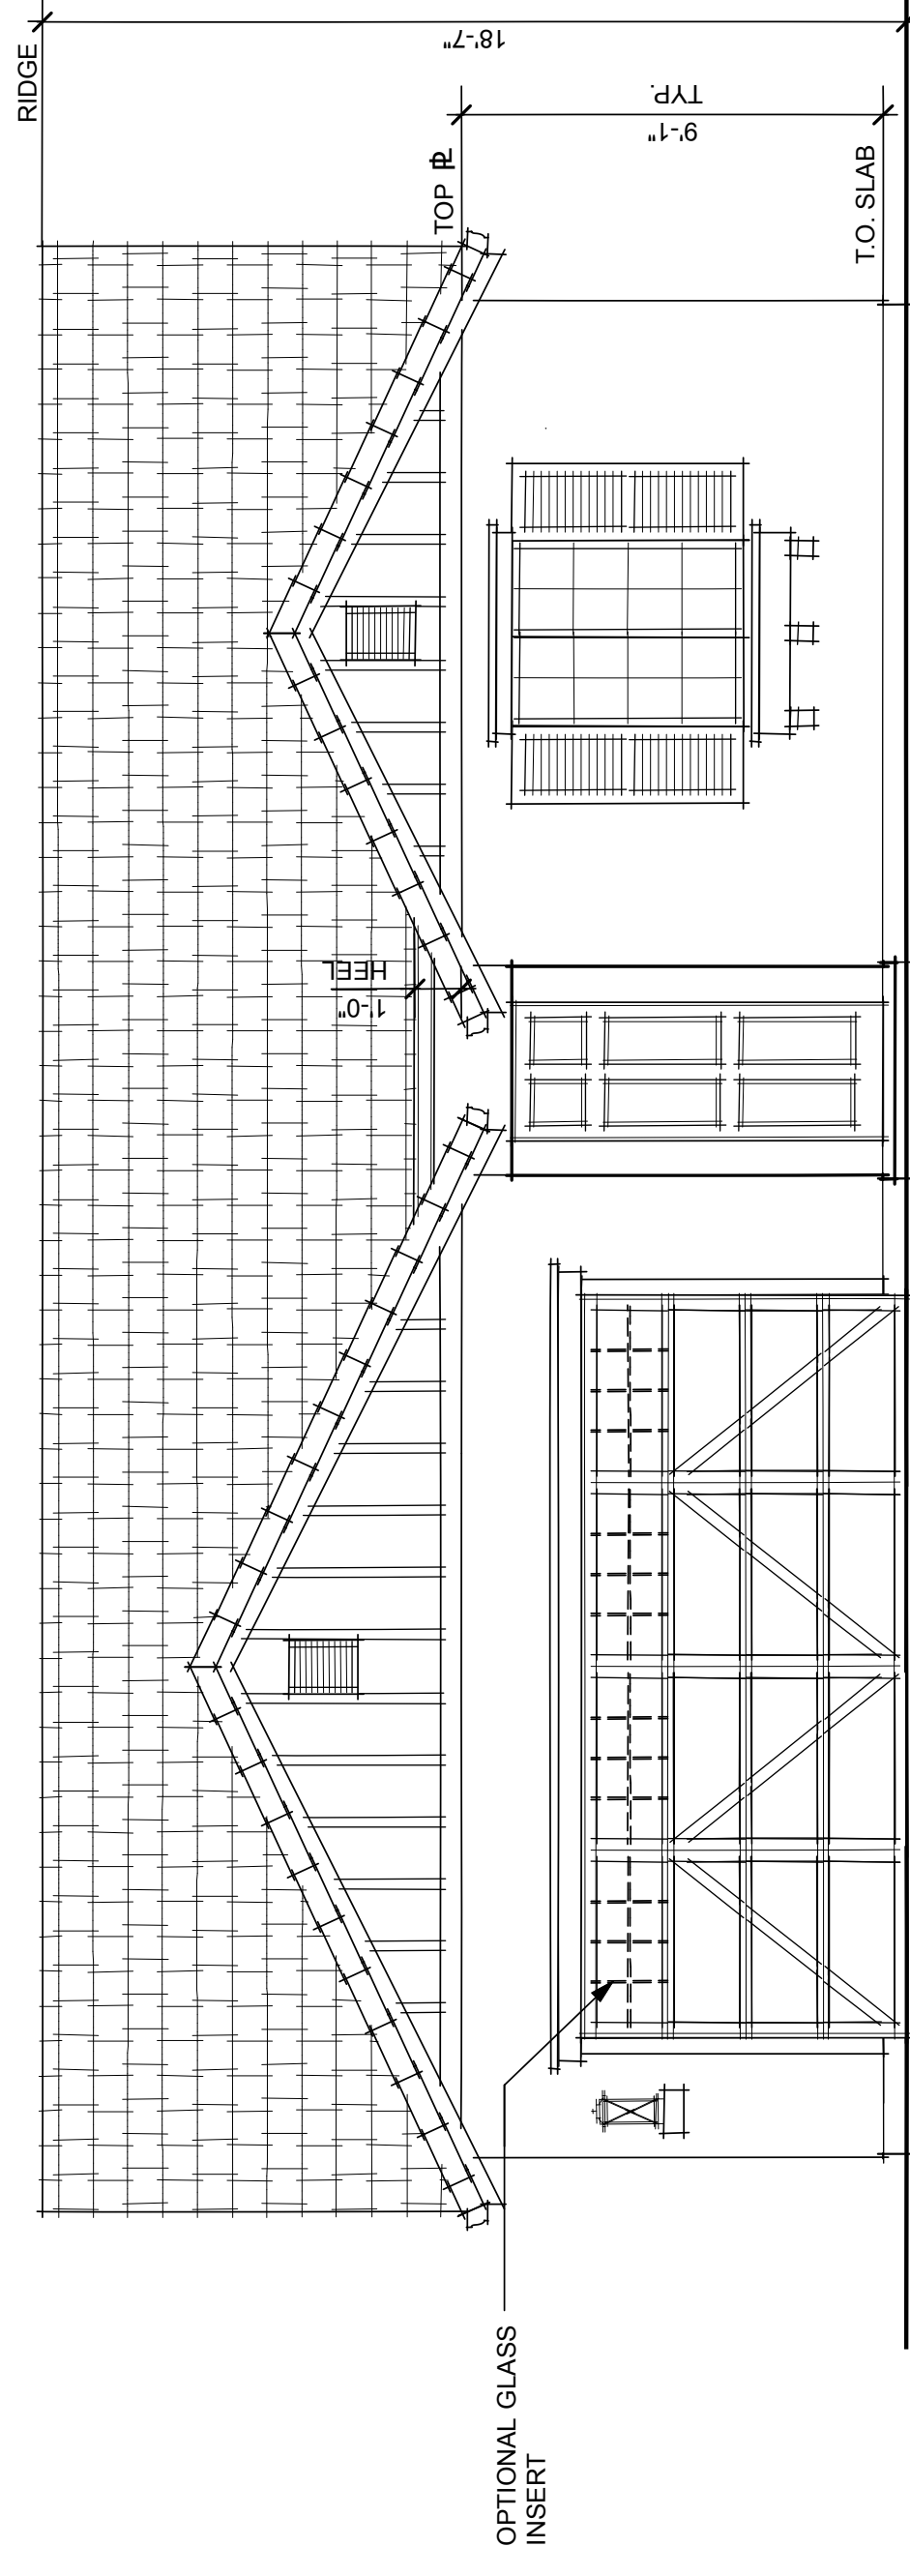 RIDGE
18'-7"
TOP PL
9'-1"
TYP.
T.O. SLAB
1'-0"
HEEL
OPTIONAL GLASS
INSERT